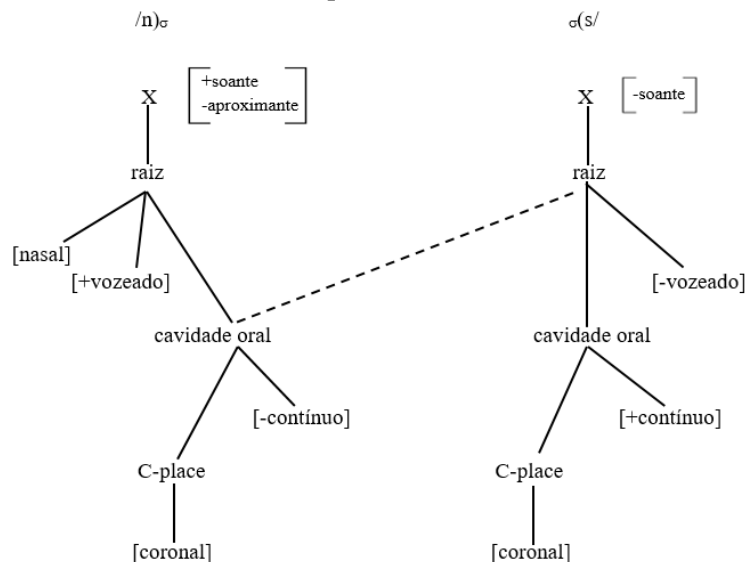 /n)σ σ(s/
X [+soante -aproximante] X [-soante]
raiz raiz
[nasal] [+vozeado] [-vozeado]
cavidade oral cavidade oral
[-contínuo] [+contínuo]
C-place C-place
[coronal] [coronal]